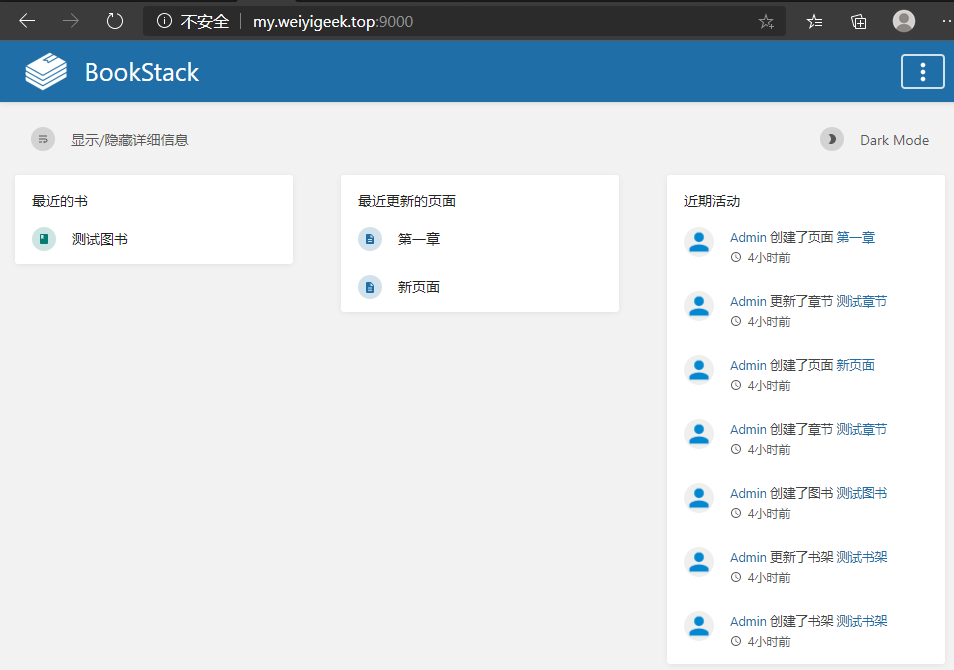 不安全 my.weiyigeek.top:9000
BookStack
显示/隐藏详细信息
Dark Mode
最近的书
测试图书
最近更新的页面
第一章
新页面
近期活动
Admin 创建了页面 第一章
4小时前
Admin 更新了章节 测试章节
4小时前
Admin 创建了页面 新页面
4小时前
Admin 创建了章节 测试章节
4小时前
Admin 创建了图书 测试图书
4小时前
Admin 更新了书架 测试书架
4小时前
Admin 创建了书架 测试书架
4小时前